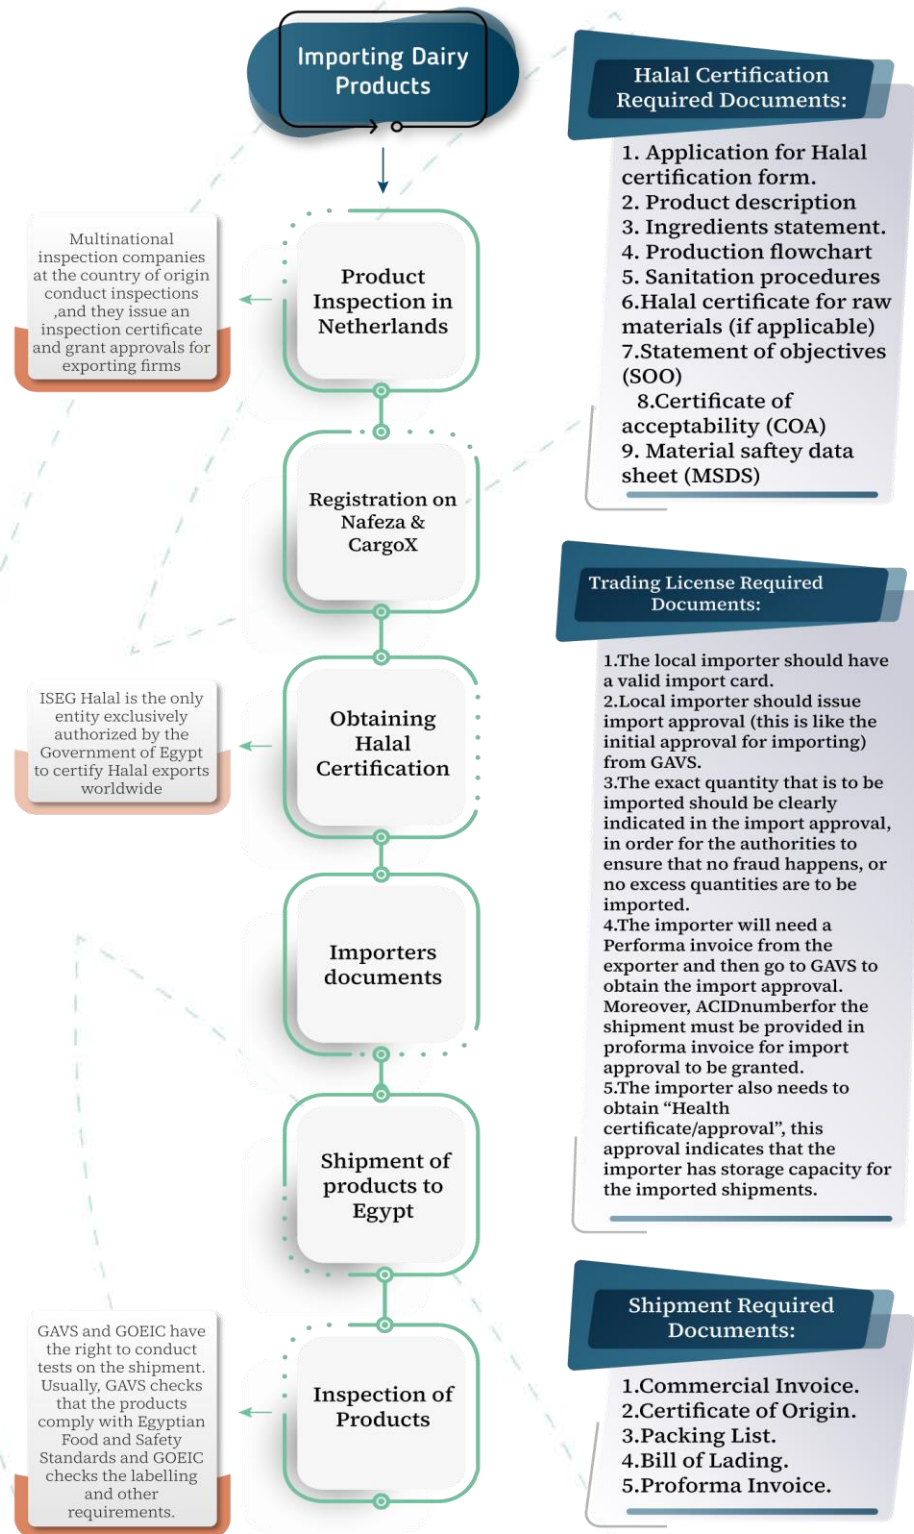 Importing Dairy
Products
Product
Inspection in
Netherlands
Multinational
inspection companies
at the country of origin
conduct inspections
,and they issue an
inspection certificate
and grant approvals for
exporting firms
Registration on
Nafeza &
CargoX
Obtaining
Halal
Certification
ISEG Halal is the only
entity exclusively
authorized by the
Government of Egypt
to certify Halal exports
worldwide
Importers
documents
Shipment of
products to
Egypt
Inspection of
Products
GAVS and GOEIC have
the right to conduct
tests on the shipment.
Usually, GAVS checks
that the products
comply with Egyptian
Food and Safety
Standards and GOEIC
checks the labelling
and other
requirements.
Halal Certification
Required Documents:
1. Application for Halal
certification form.
2. Product description
3. Ingredients statement.
4. Production flowchart
5. Sanitation procedures
6.Halal certificate for raw
materials (if applicable)
7.Statement of objectives
(SOO)
8.Certificate of
acceptability (COA)
9. Material saftey data
sheet (MSDS)
Trading License Required
Documents:
1.The local importer should have
a valid import card.
2.Local importer should issue
import approval (this is like the
initial approval for importing)
from GAVS.
3.The exact quantity that is to be
imported should be clearly
indicated in the import approval,
in order for the authorities to
ensure that no fraud happens, or
no excess quantities are to be
imported.
4.The importer will need a
Performa invoice from the
exporter and then go to GAVS to
obtain the import approval.
Moreover, ACIDnumberfor the
shipment must be provided in
proforma invoice for import
approval to be granted.
5.The importer also needs to
obtain “Health
certificate/approval”, this
approval indicates that the
importer has storage capacity for
the imported shipments.
Shipment Required
Documents:
1.Commercial Invoice.
2.Certificate of Origin.
3.Packing List.
4.Bill of Lading.
5.Proforma Invoice.